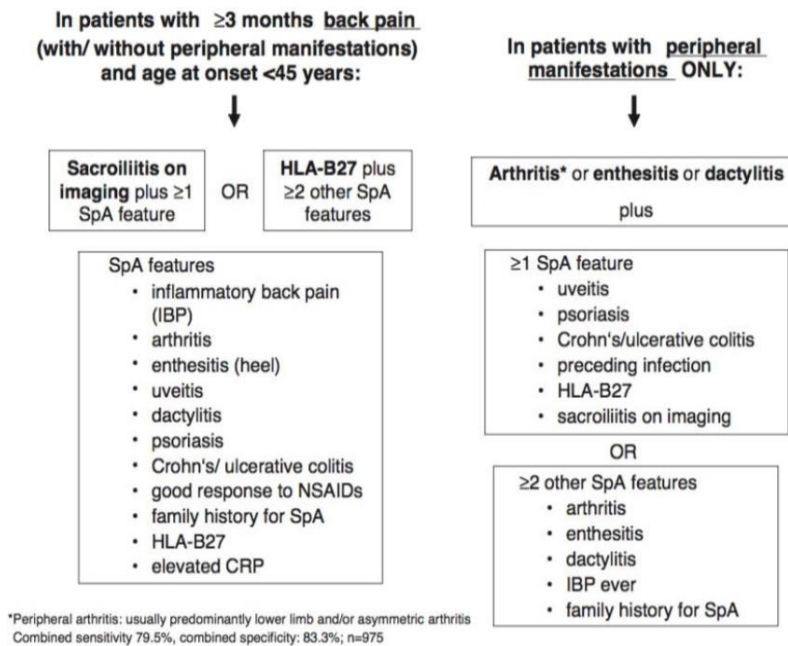 In patients with ≥3 months back pain
(with/ without peripheral manifestations)
and age at onset <45 years:
Sacroiliitis on
imaging plus ≥1
SpA feature
OR
HLA-B27 plus
≥2 other SpA
features
SpA features
• inflammatory back pain
(IBP)
• arthritis
• enthesitis (heel)
• uveitis
• dactylitis
• psoriasis
• Crohn's/ ulcerative colitis
• good response to NSAIDs
• family history for SpA
• HLA-B27
• elevated CRP
In patients with peripheral
manifestations ONLY:
Arthritis* or enthesitis or dactylitis
plus
≥1 SpA feature
• uveitis
• psoriasis
• Crohn's/ulcerative colitis
• preceding infection
• HLA-B27
• sacroiliitis on imaging
OR
≥2 other SpA features
• arthritis
• enthesitis
• dactylitis
• IBP ever
• family history for SpA
*Peripheral arthritis: usually predominantly lower limb and/or asymmetric arthritis
Combined sensitivity 79.5%, combined specificity: 83.3%; n=975